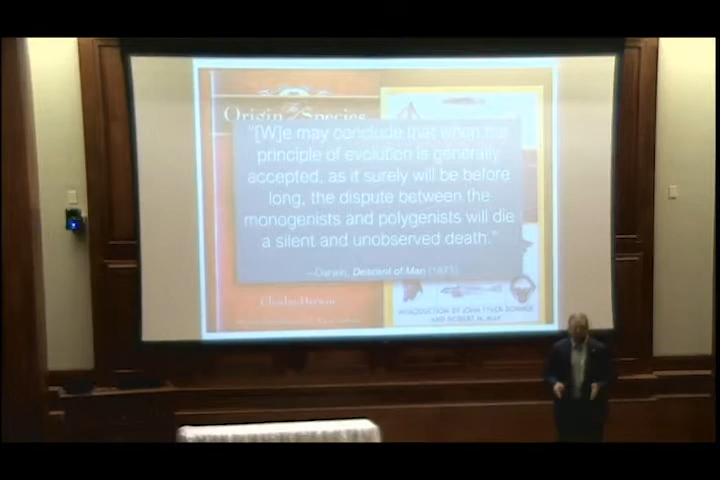 Origin of Species
"[W]e may conclude that when the
principle of evolution is generally
accepted, as it surely will be before
long, the dispute between the
monogenists and polygenists will die
a silent and unobserved death."
—Darwin, Descent of Man (1871)
Charles Darwin
INTRODUCTION BY JOHN TYLER BONNER
AND ROBERT M. MAY